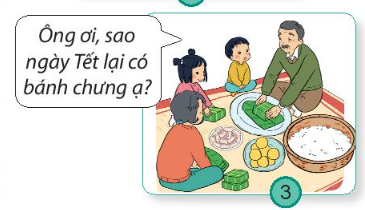 Ông ơi, sao
ngày Tết lại có
bánh chưng ạ?
3